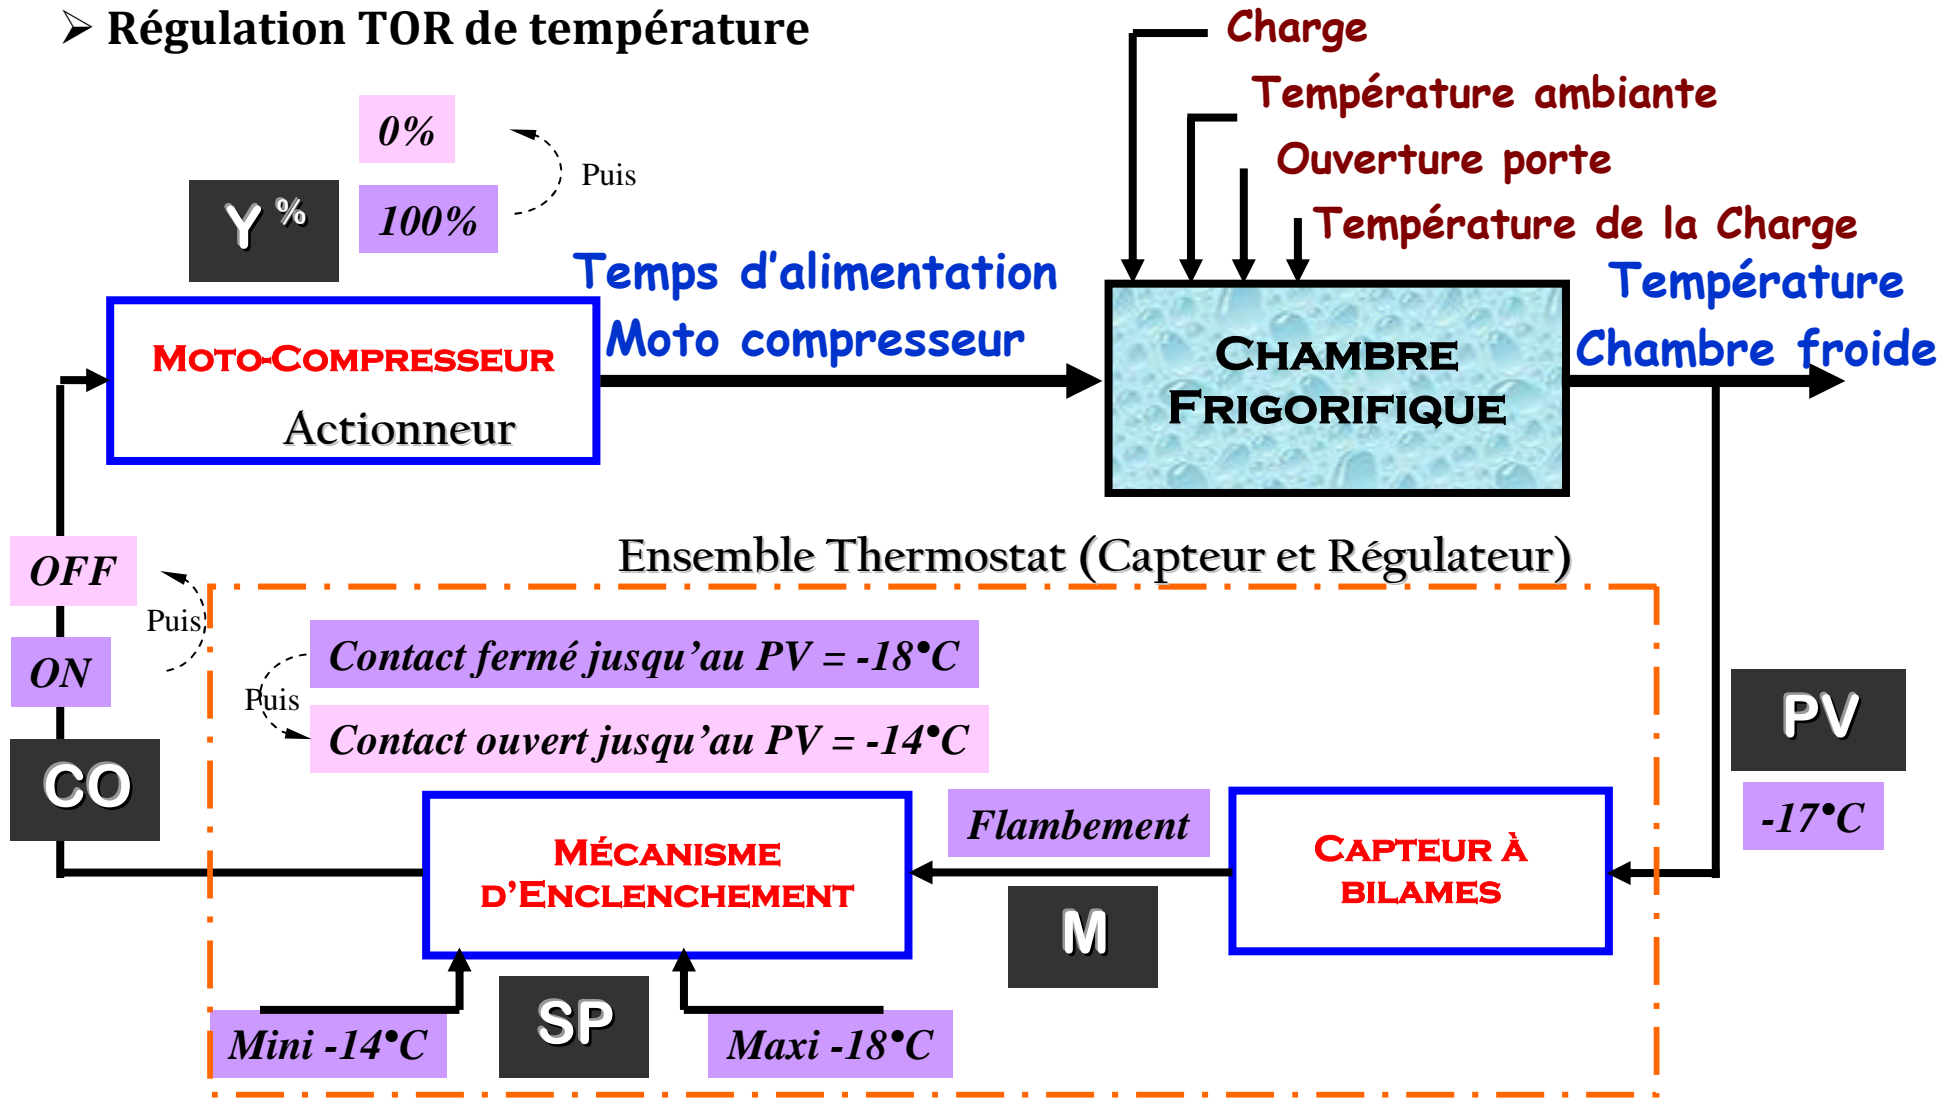 ➢ Régulation TOR de température
Charge
Température ambiante
Ouverture porte
Température de la Charge
0%
Puis
100%
Y %
Temps d’alimentation
Moto compresseur
Température
Chambre froide
Moto-Compresseur
Actionneur
Chambre
Frigorifique
Ensemble Thermostat (Capteur et Régulateur)
OFF
Puis
ON
Contact fermé jusqu’au PV = -18°C
Puis
Contact ouvert jusqu’au PV = -14°C
CO
PV
-17°C
Flambement
Mécanisme
d’Enclenchement
Capteur à
bilames
M
SP
Mini -14°C
Maxi -18°C